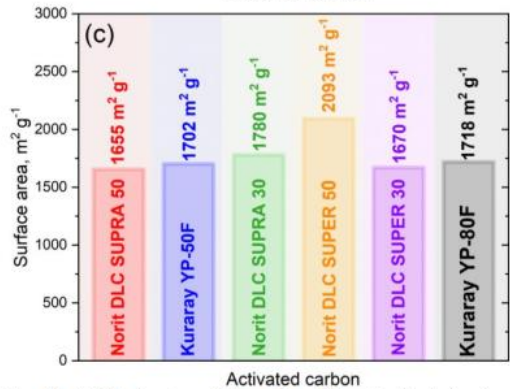 3000
(c)
2500
2000
1500
1000
500
0
Surface area, m² g⁻¹
1655 m² g⁻¹
1702 m² g⁻¹
1780 m² g⁻¹
2093 m² g⁻¹
1670 m² g⁻¹
1718 m² g⁻¹
Norit DLC SUPRA 50
Kuraray YP-50F
Norit DLC SUPRA 30
Norit DLC SUPER 50
Norit DLC SUPER 30
Kuraray YP-80F
Activated carbon